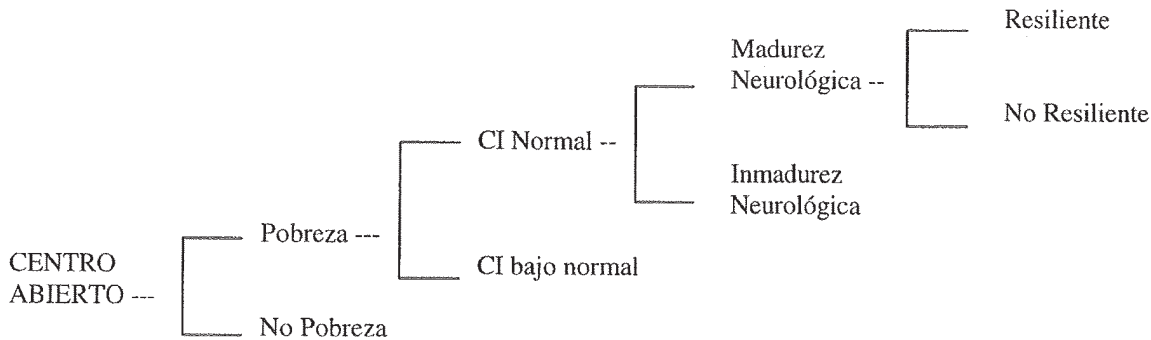 Resiliente
Madurez
Neurológica --
No Resiliente
CI Normal --
Inmadurez
Neurológica
Pobreza ---
CI bajo normal
CENTRO
ABIERTO ---
No Pobreza